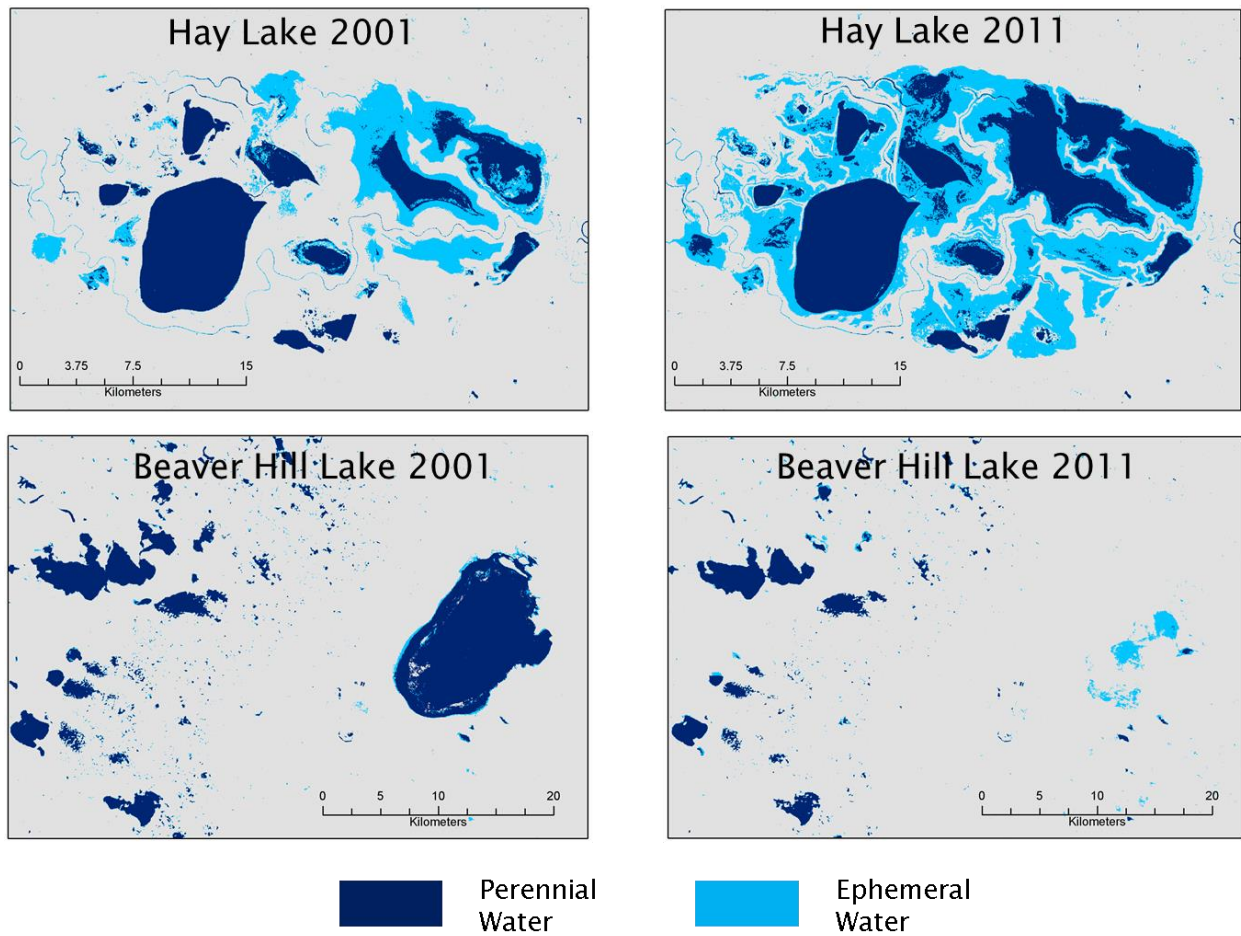 Hay Lake 2001
0 3.75 7.5 15
Kilometers
Hay Lake 2011
0 3.75 7.5 15
Kilometers
Beaver Hill Lake 2001
0 5 10 20
Kilometers
Beaver Hill Lake 2011
0 5 10 20
Kilometers
Perennial
Water
Ephemeral
Water